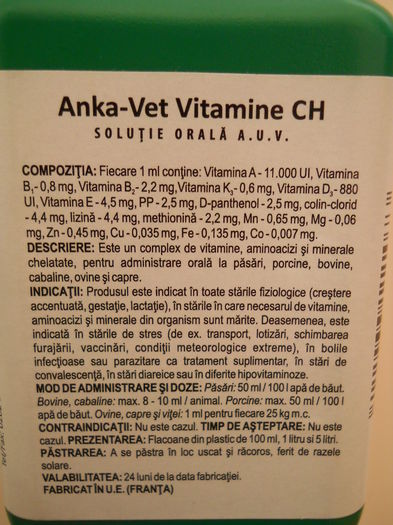 Anka-Vet Vitamine CH
SOLUȚIE ORALĂ A.U.V.
COMPOZIȚIA: Fiecare 1 ml conține: Vitamina A - 11.000 UI, Vitamina
B₁- 0,8 mg, Vitamina B₂- 2,2 mg,Vitamina K₃- 0,6 mg, Vitamina D₃- 880
UI, Vitamina E - 4,5 mg, PP - 2,5 mg, D-panthenol - 2,5 mg, colin-clorid
- 4,4 mg, lizină - 4,4 mg, methionină - 2,2 mg, Mn - 0,65 mg, Mg - 0,06
mg, Zn - 0,45 mg, Cu - 0,035 mg, Fe - 0,135 mg, Co - 0,007 mg.
DESCRIERE: Este un complex de vitamine, aminoacizi și minerale
chelatate, pentru administrare orală la păsări, porcine, bovine,
cabaline, ovine și capre.
INDICAȚII: Produsul este indicat în toate stările fiziologice (creștere
accentuată, gestație, lactație), în stările în care necesarul de vitamine,
aminoacizi și minerale din organism sunt mărite. Deasemenea, este
indicată în stările de stres (de ex. transport, lotizări, schimbarea
furajării, vaccinări, condiții meteorologice extreme), în bolile
infecțioase sau parazitare ca tratament suplimentar, în stări de
convalescență, în stări diareice sau în diferite hipovitaminoze.
MOD DE ADMINISTRARE ȘI DOZE: Păsări: 50 ml / 100 l apă de băut.
Bovine, cabaline: max. 8 - 10 ml / animal. Porcine: max. 50 ml / 100 l
apă de băut. Ovine, capre și viței: 1 ml pentru fiecare 25 kg m.c.
CONTRAINDICAȚII: Nu este cazul. TIMP DE AȘTEPTARE: Nu este
cazul. PREZENTAREA: Flacoane din plastic de 100 ml, 1 litru si 5 litri.
PĂSTRAREA: A se păstra în loc uscat și răcoros, ferit de razele
solare.
VALABILITATEA: 24 luni de la data fabricației.
FABRICAT ÎN U.E. (FRANȚA)